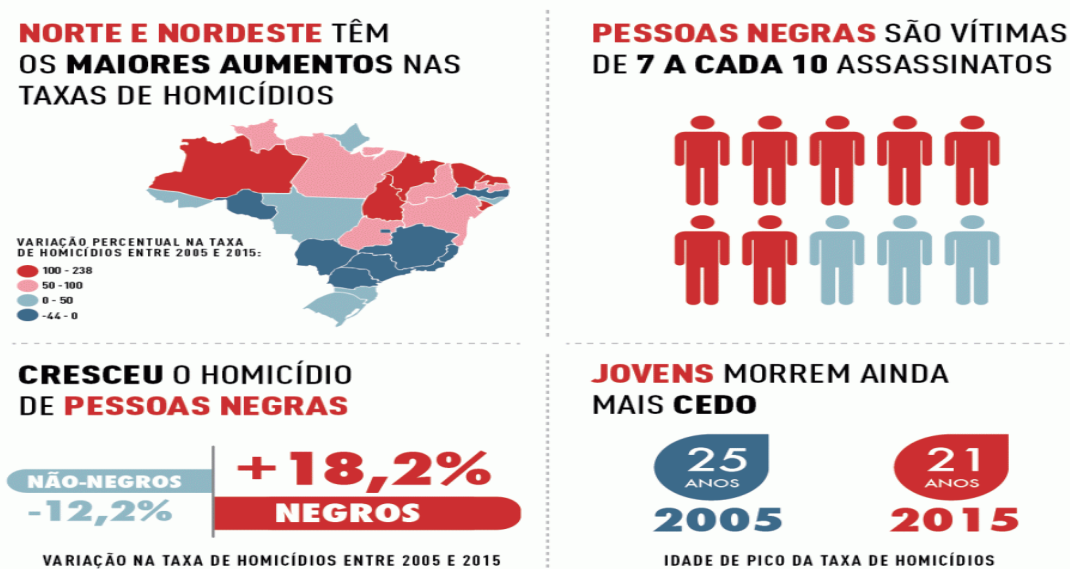 NORTE E NORDESTE TÊM
OS MAIORES AUMENTOS NAS
TAXAS DE HOMICÍDIOS
VARIAÇÃO PERCENTUAL NA TAXA
DE HOMICÍDIOS ENTRE 2005 E 2015:
100 - 238
50 - 100
0 - 50
-44 - 0
PESSOAS NEGRAS SÃO VÍTIMAS
DE 7 A CADA 10 ASSASSINATOS
CRESCEU O HOMICÍDIO
DE PESSOAS NEGRAS
NÃO-NEGROS
-12,2%
+18,2%
NEGROS
VARIAÇÃO NA TAXA DE HOMICÍDIOS ENTRE 2005 E 2015
JOVENS MORREM AINDA
MAIS CEDO
25
ANOS
2005
21
ANOS
2015
IDADE DE PICO DA TAXA DE HOMICÍDIOS